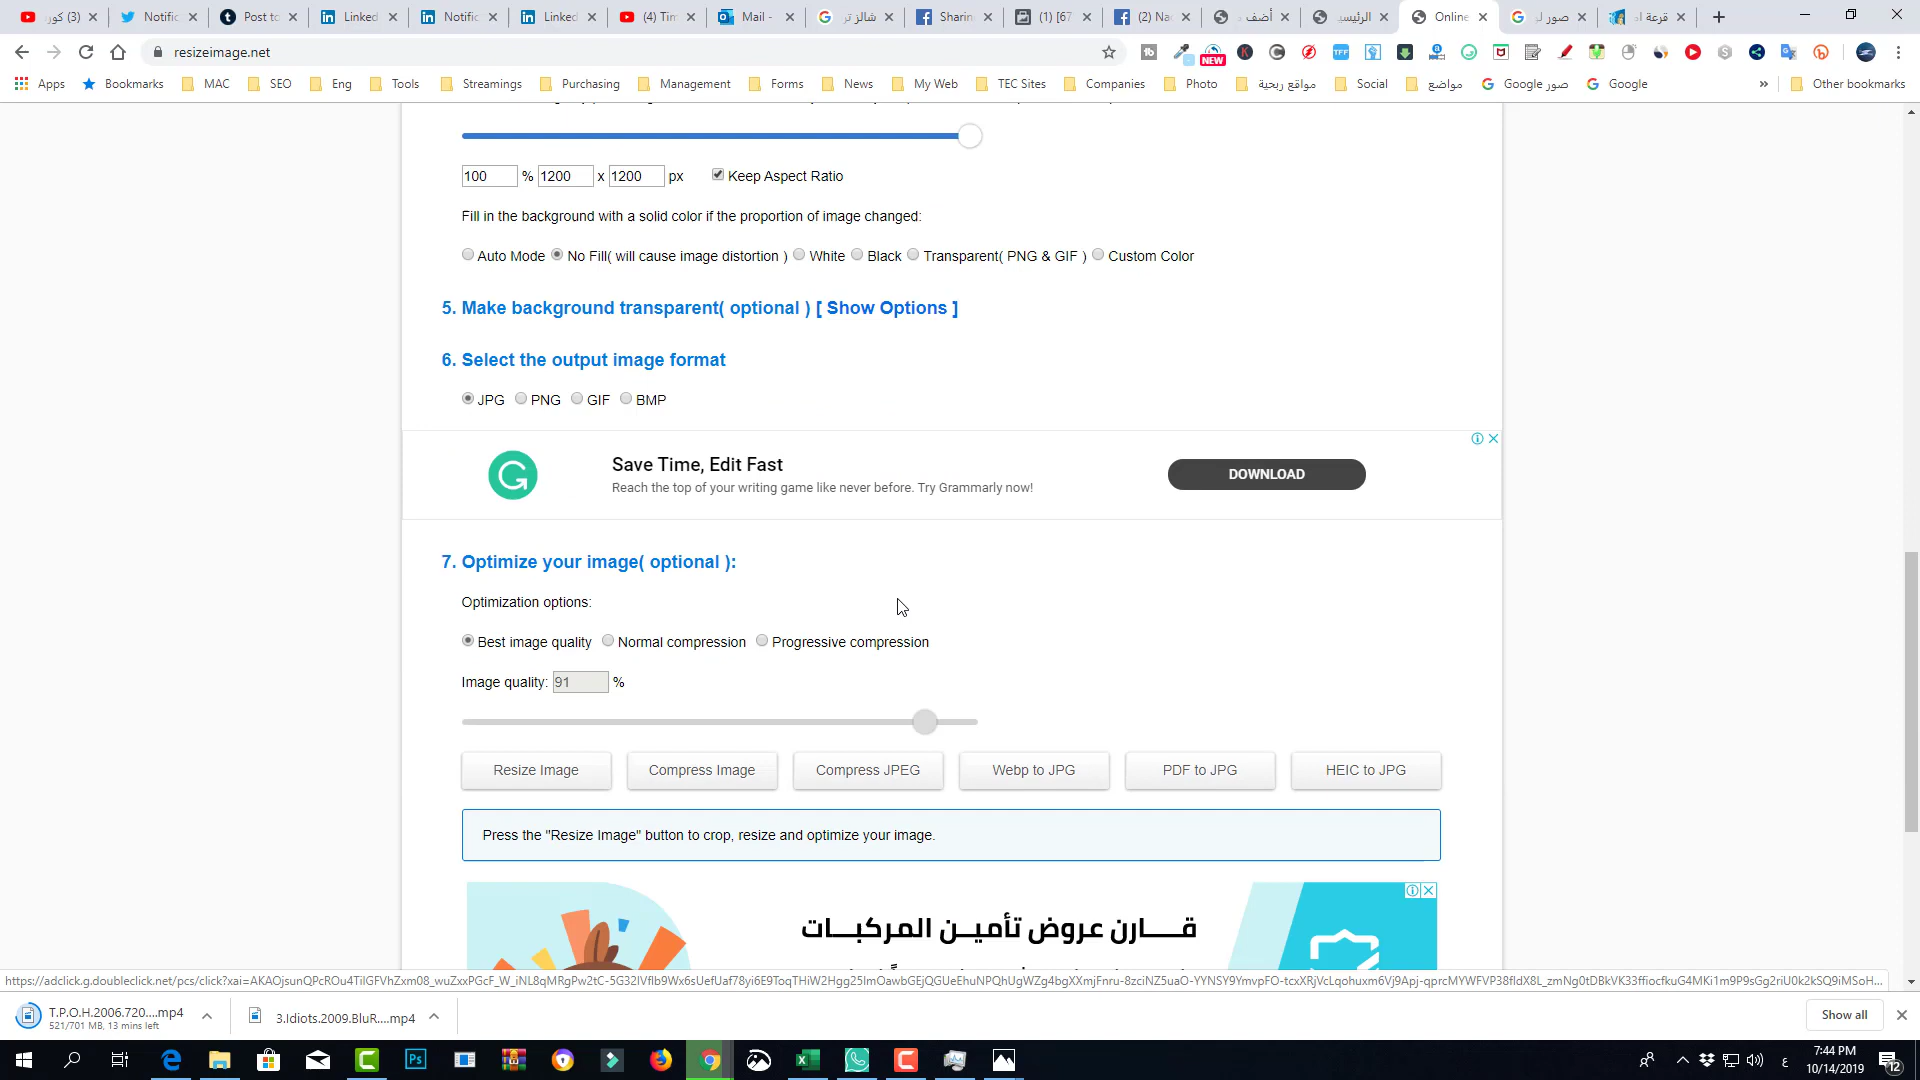 (3) كور
Notific
Post to
Linked
Notific
Linked
(4) Tim
Mail -
شالز تر
Sharin
(1) [67
(2) Na
أضف
الرئيسي
Online
صور لـ
قرعة ا
resizeimage.net
NEW
Apps
Bookmarks
MAC
SEO
Eng
Tools
Streamings
Purchasing
Management
Forms
News
My Web
TEC Sites
Companies
Photo
مواقع ربحية
Social
مواضع
Google صور
Google
Other bookmarks
100 % 1200 x 1200 px Keep Aspect Ratio
Fill in the background with a solid color if the proportion of image changed:
Auto Mode No Fill( will cause image distortion ) White Black Transparent( PNG & GIF ) Custom Color
5. Make background transparent( optional ) [ Show Options ]
6. Select the output image format
JPG PNG GIF BMP
Save Time, Edit Fast
Reach the top of your writing game like never before. Try Grammarly now!
DOWNLOAD
7. Optimize your image( optional ):
Optimization options:
Best image quality Normal compression Progressive compression
Image quality: 91 %
Resize Image
Compress Image
Compress JPEG
Webp to JPG
PDF to JPG
HEIC to JPG
Press the "Resize Image" button to crop, resize and optimize your image.
قــــارن عروض تأميــن المركبــــات
T.P.O.H.2006.720....mp4
521/701 MB, 13 mins left
3.Idiots.2009.BluR....mp4
Show all
7:44 PM
10/14/2019
ع
12